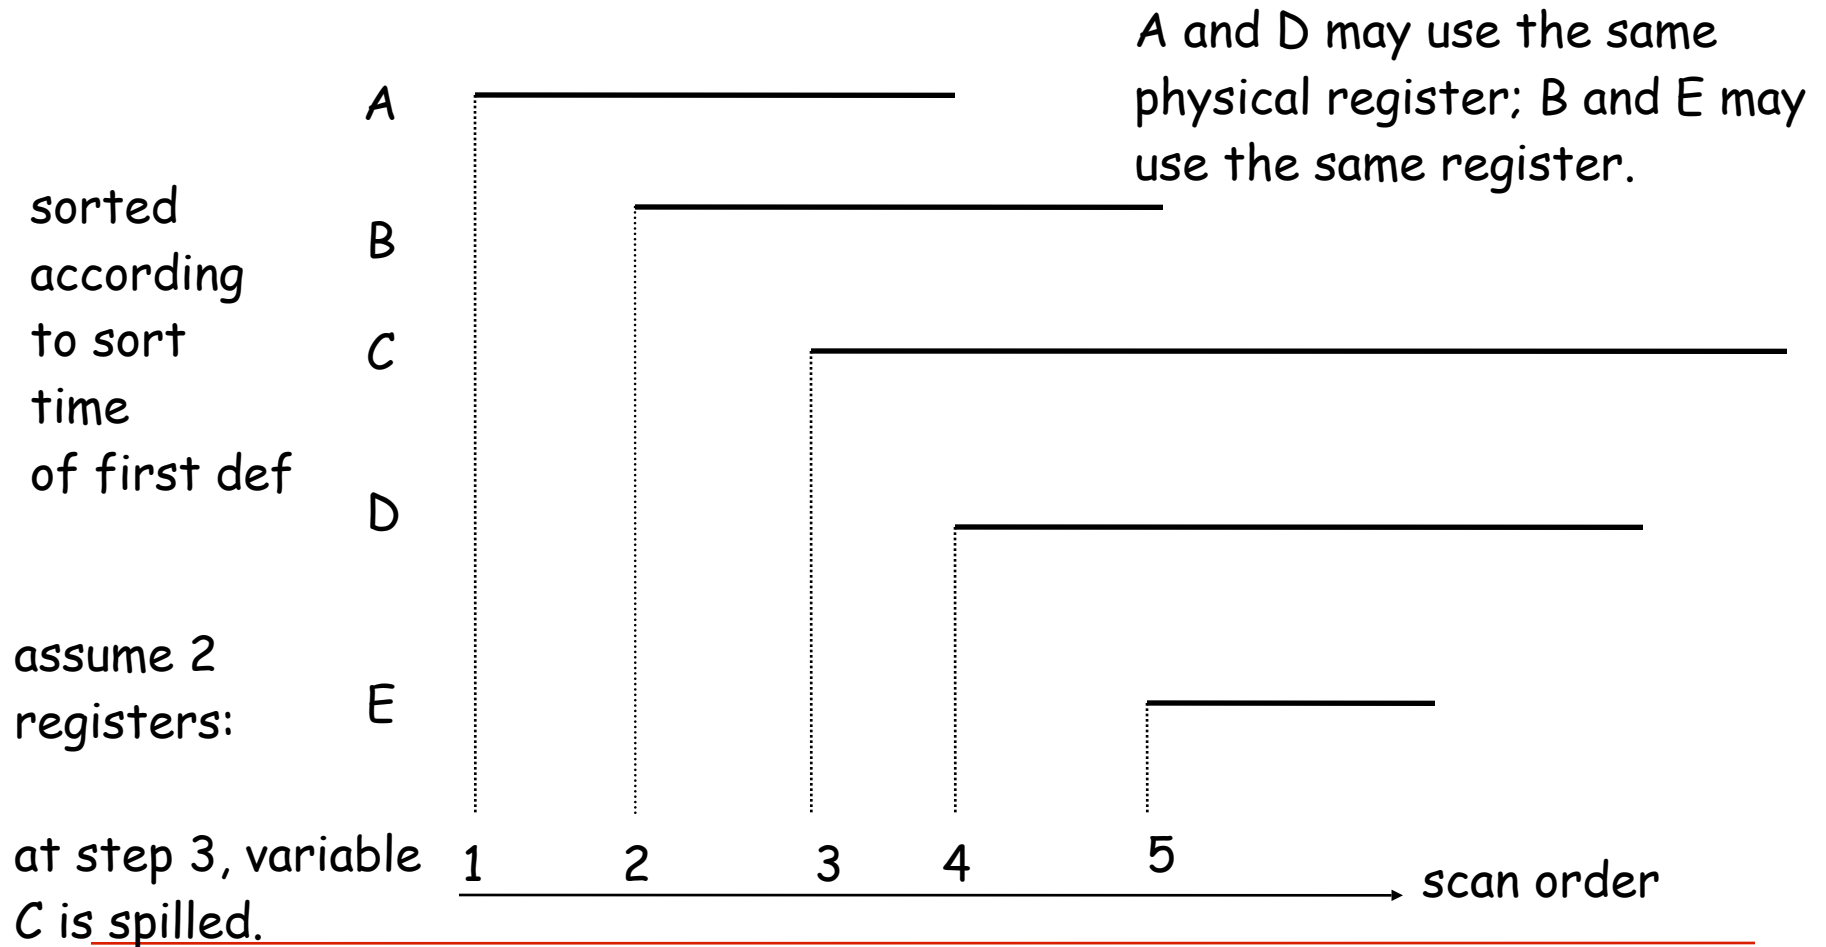 A and D may use the same
physical register; B and E may
use the same register.
A
sorted
according
to sort
time
of first def
B
C
D
assume 2
registers:
E
at step 3, variable
C is spilled.
1 2 3 4 5
scan order